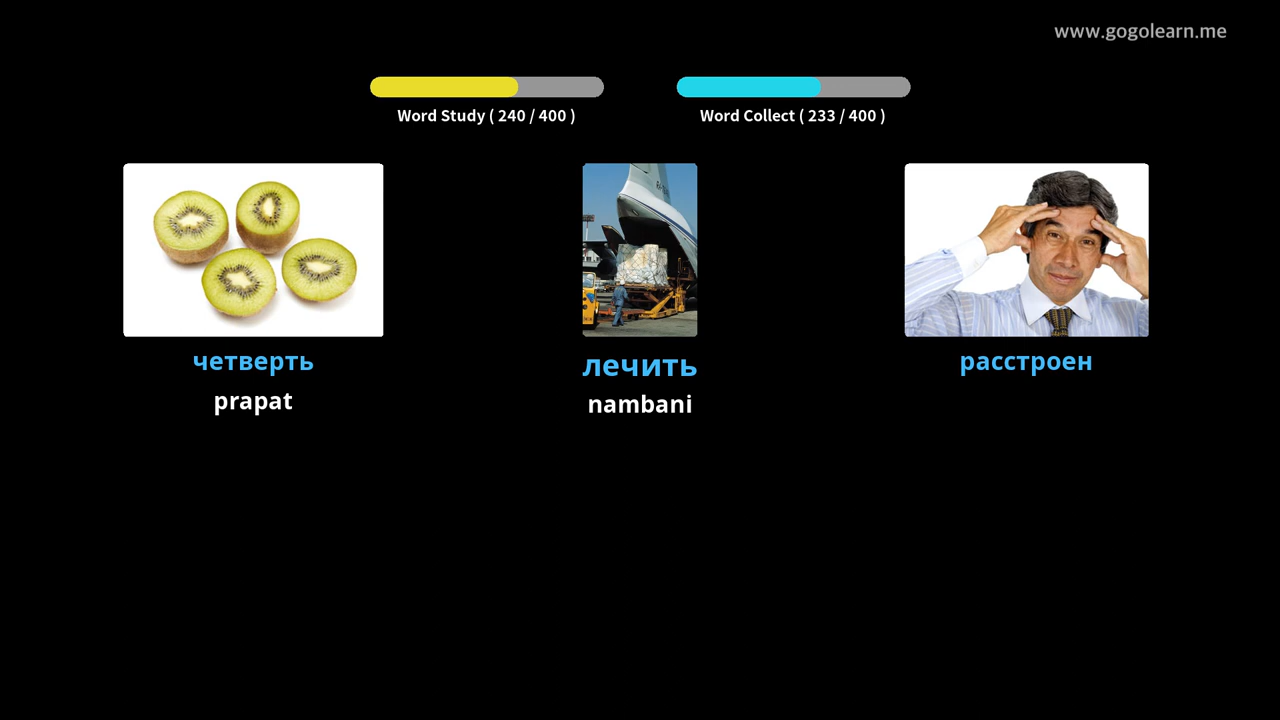 www.gogolearn.me
Word Study ( 240 / 400 )
Word Collect ( 233 / 400 )
четверть
лечить
расстроен
prapat
nambani